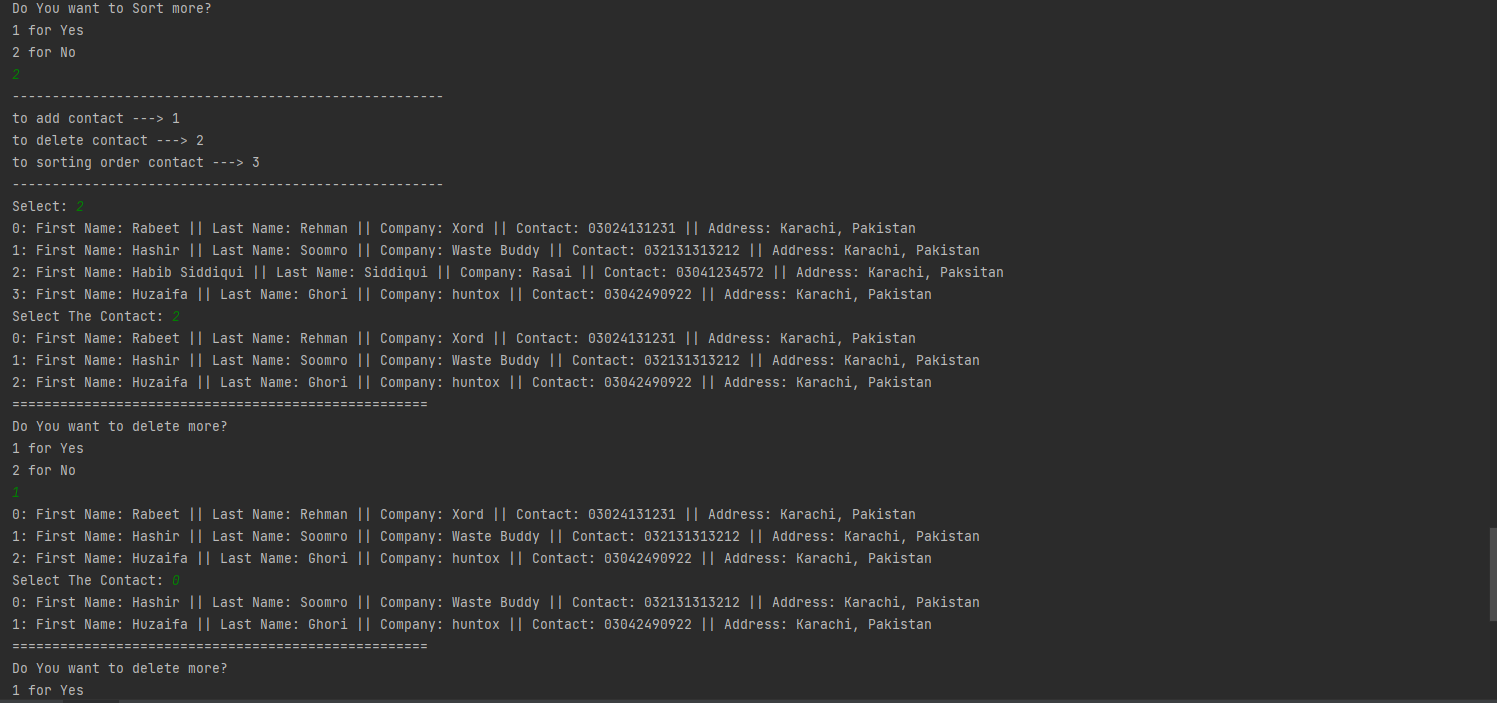 Do You want to Sort more?
1 for Yes
2 for No
2
------------------------------------------------------
to add contact ---> 1
to delete contact ---> 2
to sorting order contact ---> 3
------------------------------------------------------
Select: 2
0: First Name: Rabeet || Last Name: Rehman || Company: Xord || Contact: 03024131231 || Address: Karachi, Pakistan
1: First Name: Hashir || Last Name: Soomro || Company: Waste Buddy || Contact: 032131313212 || Address: Karachi, Pakistan
2: First Name: Habib Siddiqui || Last Name: Siddiqui || Company: Rasai || Contact: 03041234572 || Address: Karachi, Paksitan
3: First Name: Huzaifa || Last Name: Ghori || Company: huntox || Contact: 03042490922 || Address: Karachi, Pakistan
Select The Contact: 2
0: First Name: Rabeet || Last Name: Rehman || Company: Xord || Contact: 03024131231 || Address: Karachi, Pakistan
1: First Name: Hashir || Last Name: Soomro || Company: Waste Buddy || Contact: 032131313212 || Address: Karachi, Pakistan
2: First Name: Huzaifa || Last Name: Ghori || Company: huntox || Contact: 03042490922 || Address: Karachi, Pakistan
====================================================
Do You want to delete more?
1 for Yes
2 for No
1
0: First Name: Rabeet || Last Name: Rehman || Company: Xord || Contact: 03024131231 || Address: Karachi, Pakistan
1: First Name: Hashir || Last Name: Soomro || Company: Waste Buddy || Contact: 032131313212 || Address: Karachi, Pakistan
2: First Name: Huzaifa || Last Name: Ghori || Company: huntox || Contact: 03042490922 || Address: Karachi, Pakistan
Select The Contact: 0
0: First Name: Hashir || Last Name: Soomro || Company: Waste Buddy || Contact: 032131313212 || Address: Karachi, Pakistan
1: First Name: Huzaifa || Last Name: Ghori || Company: huntox || Contact: 03042490922 || Address: Karachi, Pakistan
====================================================
Do You want to delete more?
1 for Yes